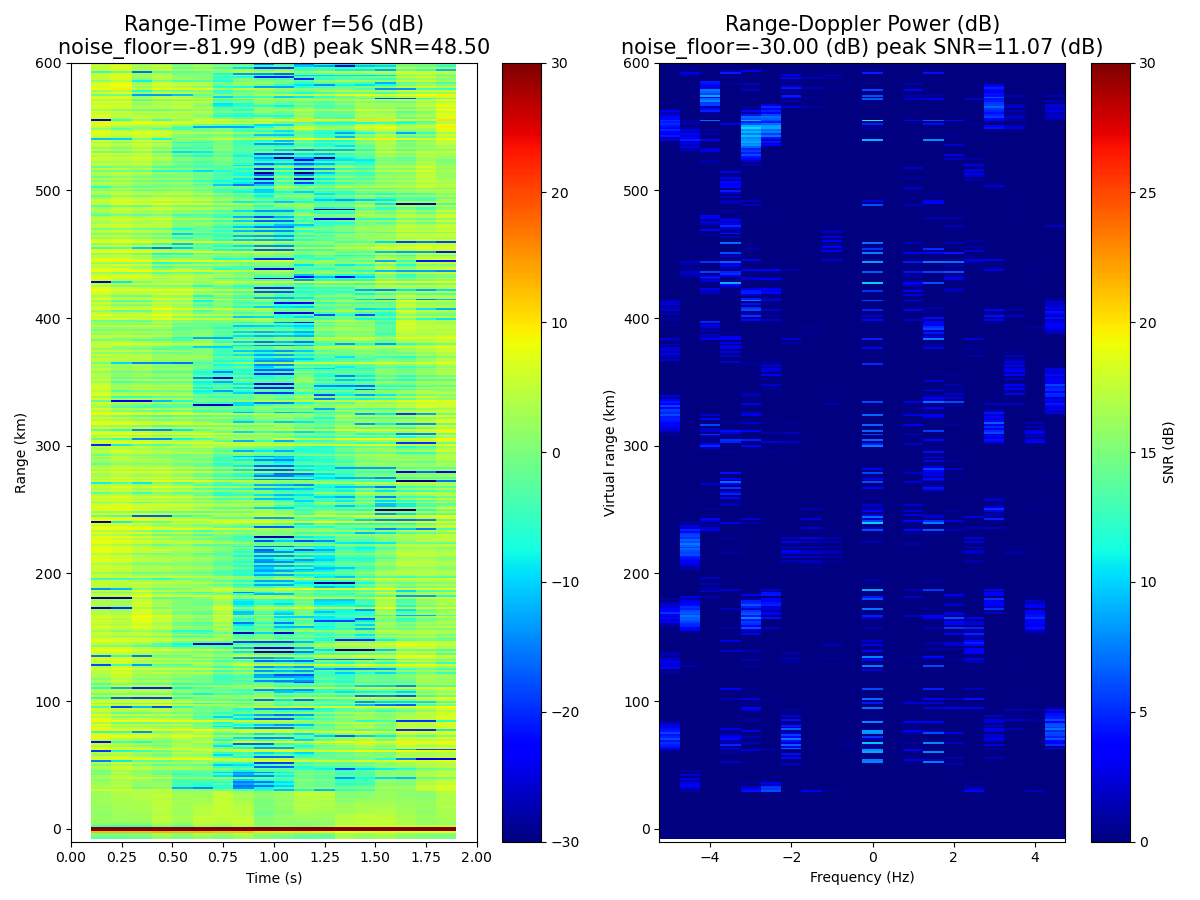 Range-Time Power f=56 (dB)
noise_floor=-81.99 (dB) peak SNR=48.50
Range (km)
600
500
400
300
200
100
0
0.00 0.25 0.50 0.75 1.00 1.25 1.50 1.75 2.00
Time (s)
30
20
10
0
−10
−20
−30
Range-Doppler Power (dB)
noise_floor=-30.00 (dB) peak SNR=11.07 (dB)
Virtual range (km)
600
500
400
300
200
100
0
−4 −2 0 2 4
Frequency (Hz)
30
25
20
15
10
5
0
SNR (dB)